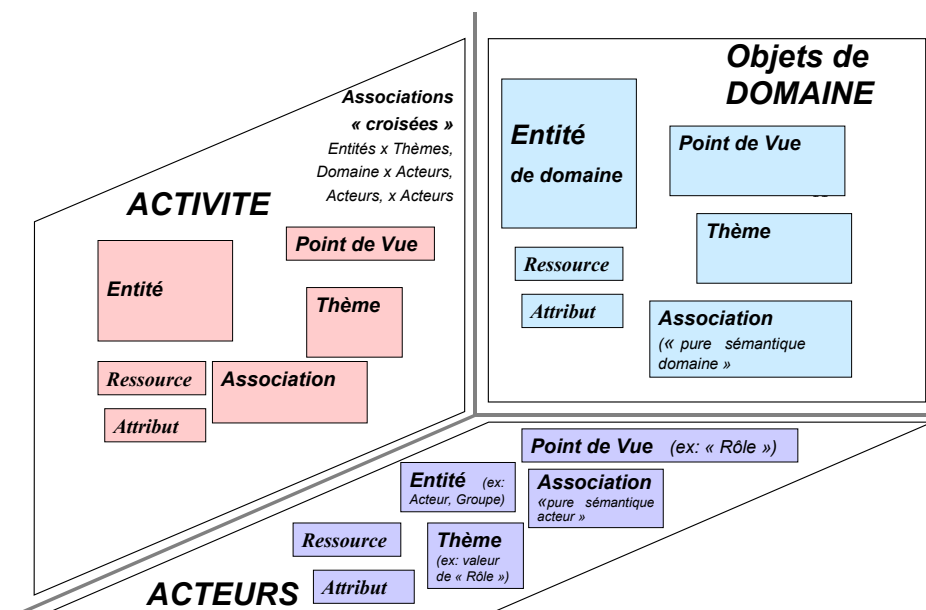 Associations
« croisées »
Entités x Thèmes,
Domaine x Acteurs,
Acteurs, x Acteurs
ACTIVITE
Point de Vue
Entité
Thème
Ressource
Association
Attribut
Objets de
DOMAINE
Entité
de domaine
Point de Vue
Thème
Ressource
Attribut
Association
(« pure sémantique
domaine »
Point de Vue (ex: « Rôle »)
Entité (ex:
Acteur, Groupe)
Association
«pure sémantique
acteur »
Ressource
Thème
(ex: valeur
de « Rôle »)
Attribut
ACTEURS